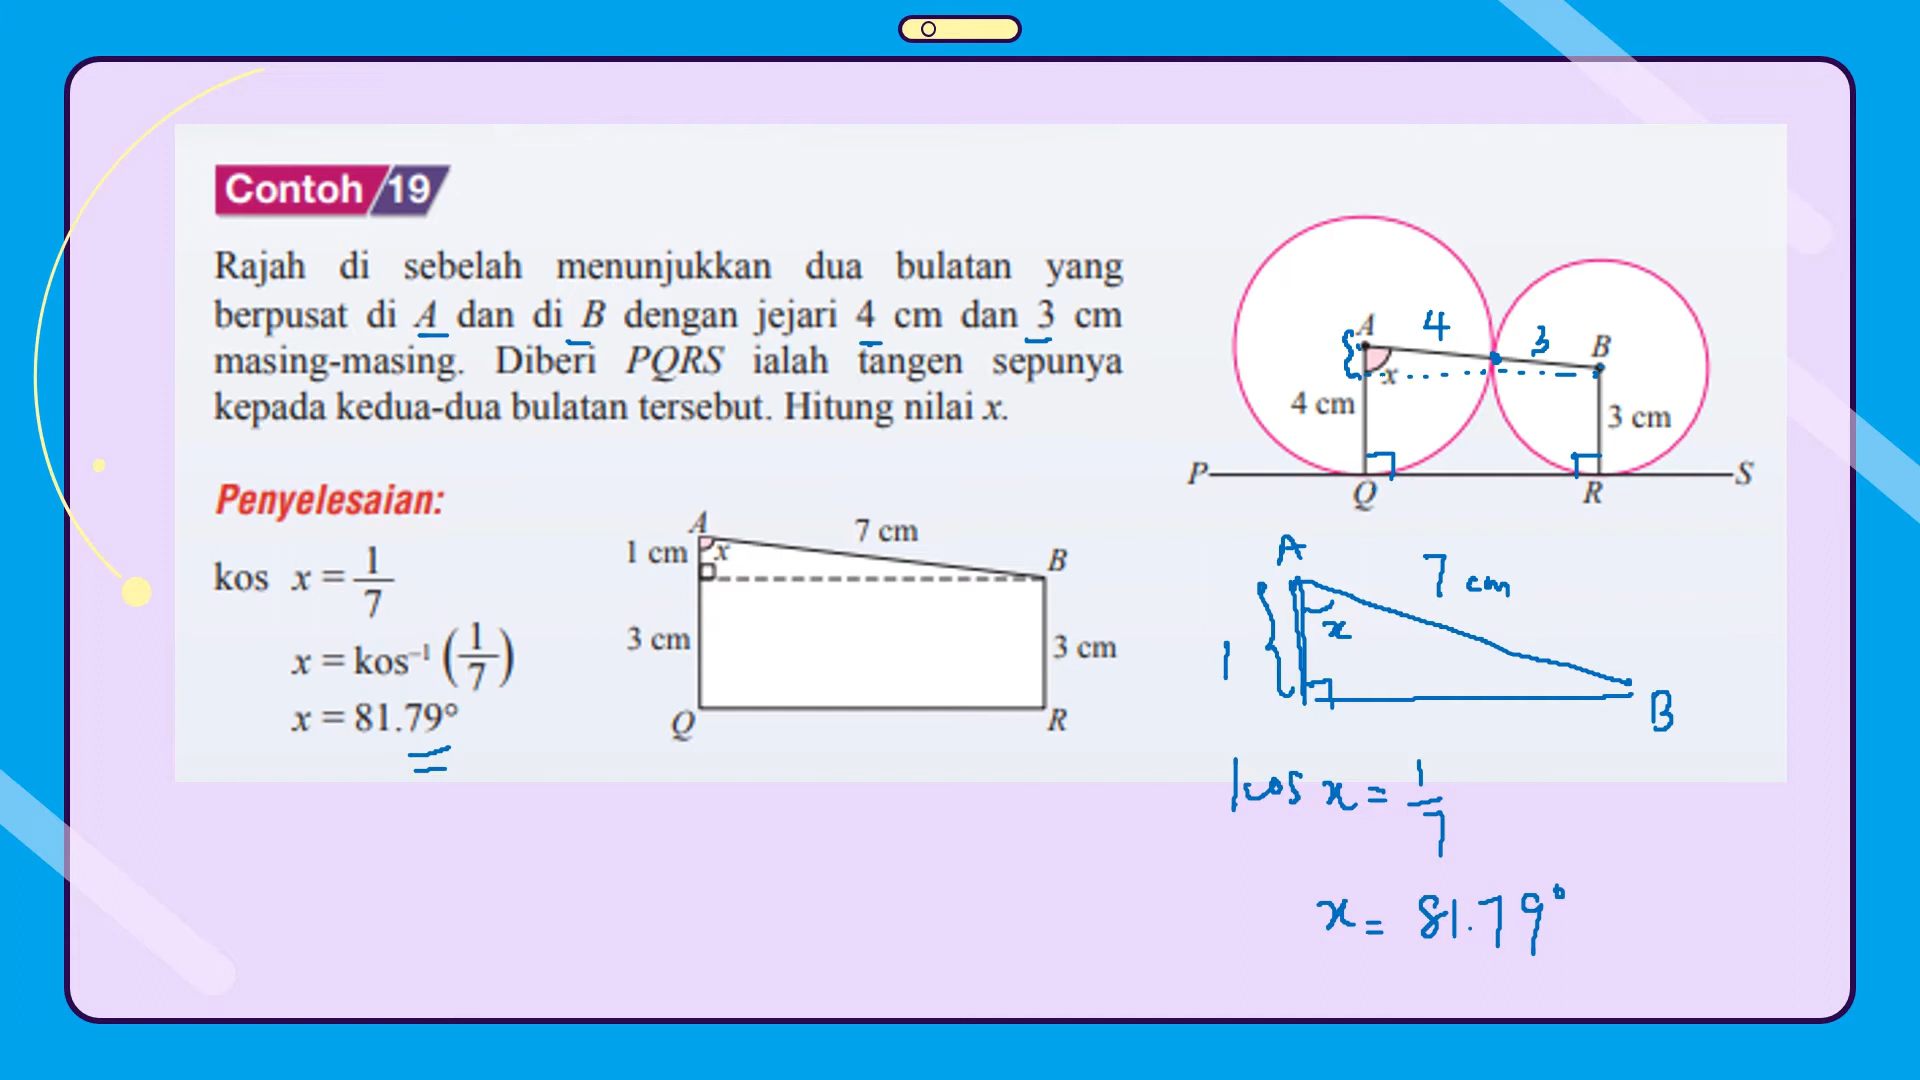 Contoh 19
Rajah di sebelah menunjukkan dua bulatan yang
berpusat di A dan di B dengan jejari 4 cm dan 3 cm
masing-masing. Diberi PQRS ialah tangen sepunya
kepada kedua-dua bulatan tersebut. Hitung nilai x.
A 4 3 B
x
4 cm 3 cm
P Q R S
Penyelesaian:
kos x = 1/7
x = kos⁻¹ (1/7)
x = 81.79°
A 7 cm
1 cm x B
3 cm 3 cm
Q R
A 7 cm
x
1
B
kos x = 1/7
x = 81.79°